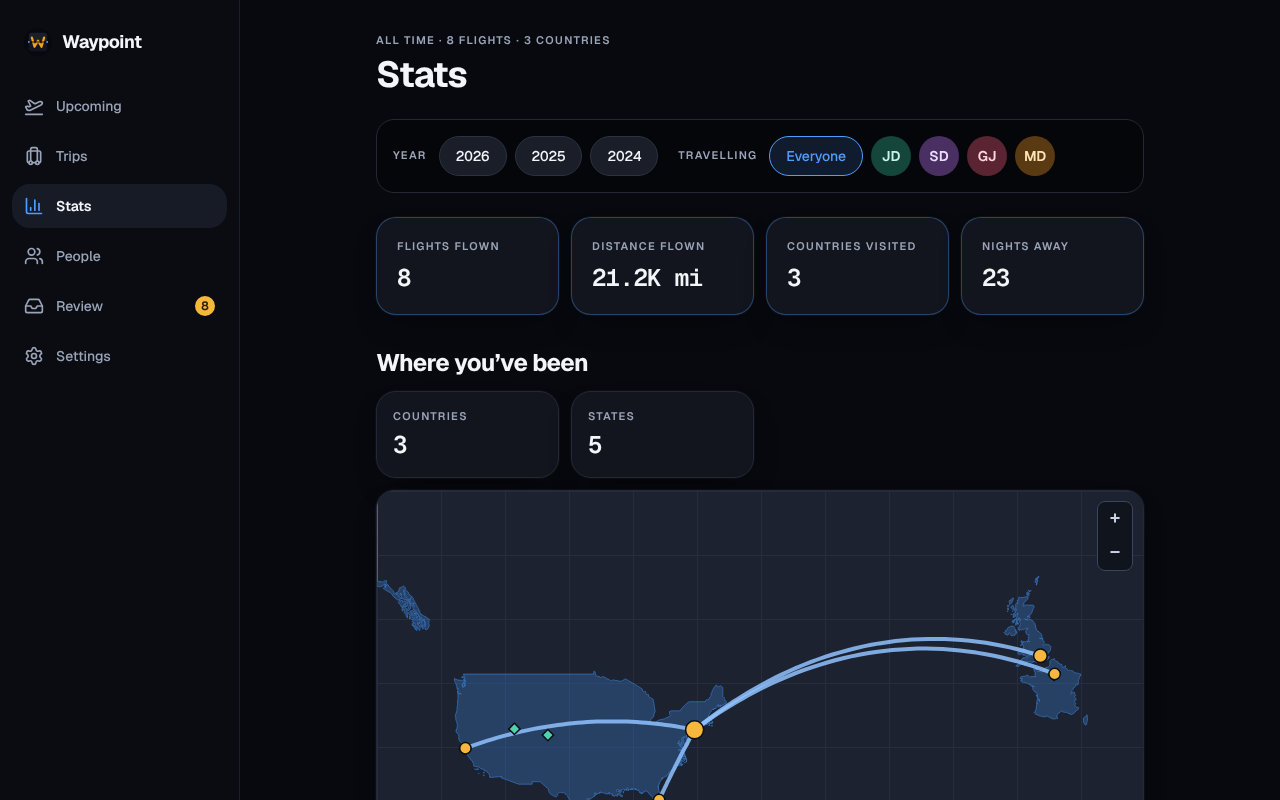 Waypoint
Upcoming
Trips
Stats
People
Review 8
Settings
ALL TIME · 8 FLIGHTS · 3 COUNTRIES
Stats
YEAR 2026 2025 2024 TRAVELLING Everyone JD SD GJ MD
FLIGHTS FLOWN
8
DISTANCE FLOWN
21.2K mi
COUNTRIES VISITED
3
NIGHTS AWAY
23
Where you’ve been
COUNTRIES
3
STATES
5
+
−